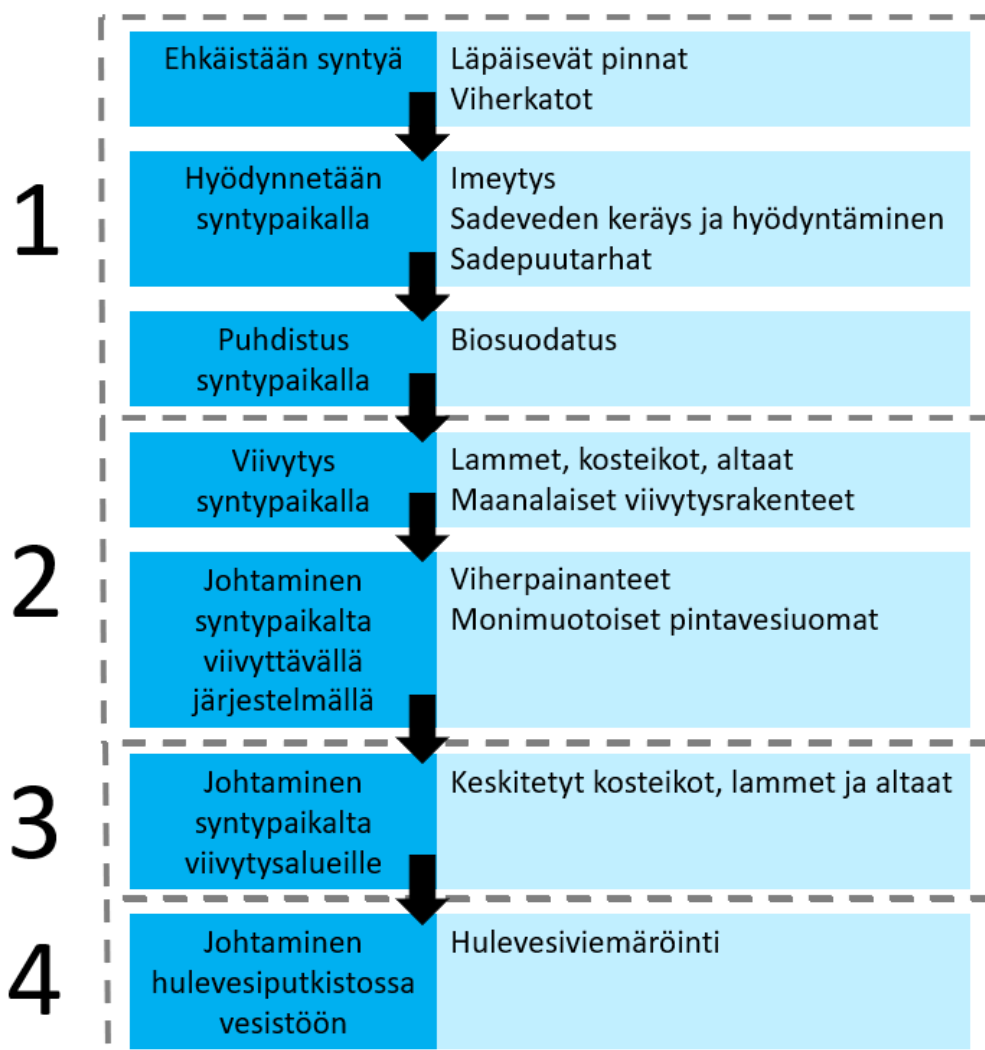 1
Ehkäistään syntyä
Läpäisevät pinnat
Viherkatot
Hyödynnetään
syntypaikalla
Imeytys
Sadeveden keräys ja hyödyntäminen
Sadepuutarhat
Puhdistus
syntypaikalla
Biosuodatus
2
Viivytys
syntypaikalla
Lammet, kosteikot, altaat
Maanalaiset viivytysrakenteet
Johtaminen
syntypaikalta
viivyttävällä
järjestelmällä
Viherpainanteet
Monimuotoiset pintavesiuomat
3
Johtaminen
syntypaikalta
viivytysalueille
Keskitetyt kosteikot, lammet ja altaat
4
Johtaminen
hulevesiputkistossa
vesistöön
Hulevesiviemäröinti